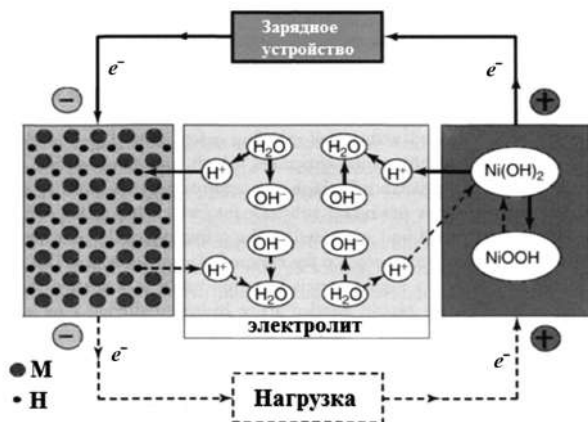 Зарядное
устройство
e⁻
e⁻
−
+
H₂O
H₂O
H⁺
H⁺
Ni(OH)₂
OH⁻
OH⁻
OH⁻
OH⁻
NiOOH
H⁺
H⁺
H₂O
H₂O
электролит
−
+
e⁻
e⁻
M
H
Нагрузка